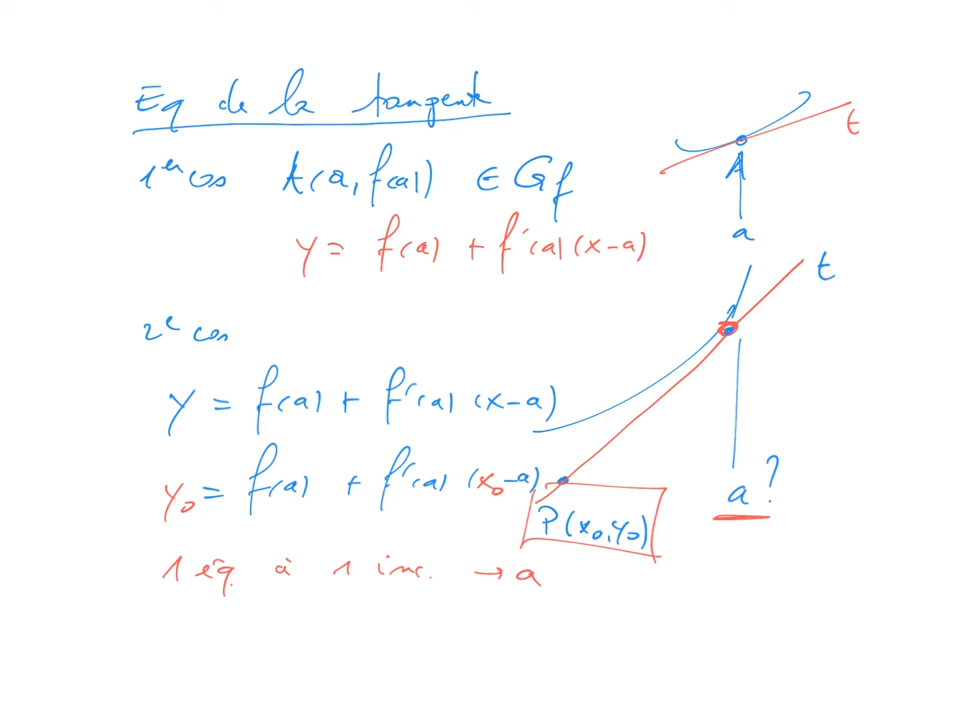 Eq de la tangente
1er cas A(a, f(a)) ∈ Gf
y = f(a) + f'(a)(x-a)
t
A
a
t
2e cas
y = f(a) + f'(a) (x-a)
y0 = f(a) + f'(a) (x0-a)
P(x0, y0)
a ?
1 éq. à 1 inc. → a